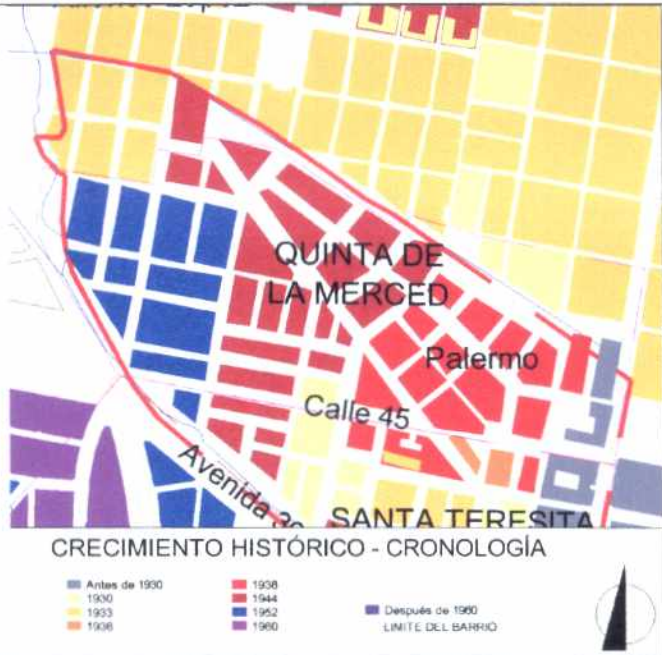 QUINTA DE
LA MERCED
Palermo
Calle 45
Avenida 39
SANTA TERESITA
CRECIMIENTO HISTÓRICO - CRONOLOGÍA
Antes de 1930
1930
1933
1936
1938
1944
1952
1960
Después de 1960
LIMITE DEL BARRIO